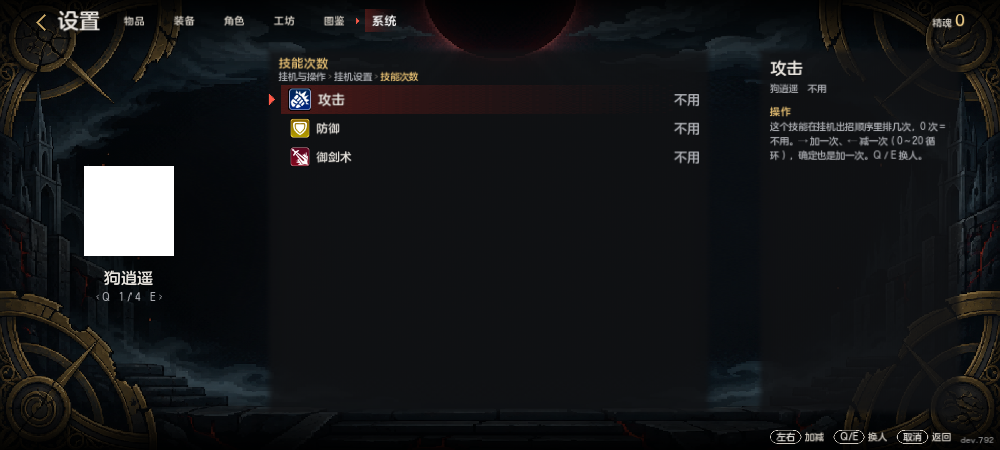 设置 物品 装备 角色 工坊 图鉴 系统 精魂 0
技能次数
挂机与操作 › 挂机设置 › 技能次数
攻击 不用
防御 不用
御剑术 不用
狗逍遥
‹Q 1/4 E›
攻击
狗逍遥 不用
操作
这个技能在挂机出招顺序里排几次，0 次=
不用。→ 加一次、← 减一次（0~20 循
环），确定也是加一次。Q / E 换人。
左右 加减 Q/E 换人 取消 返回 dev.792